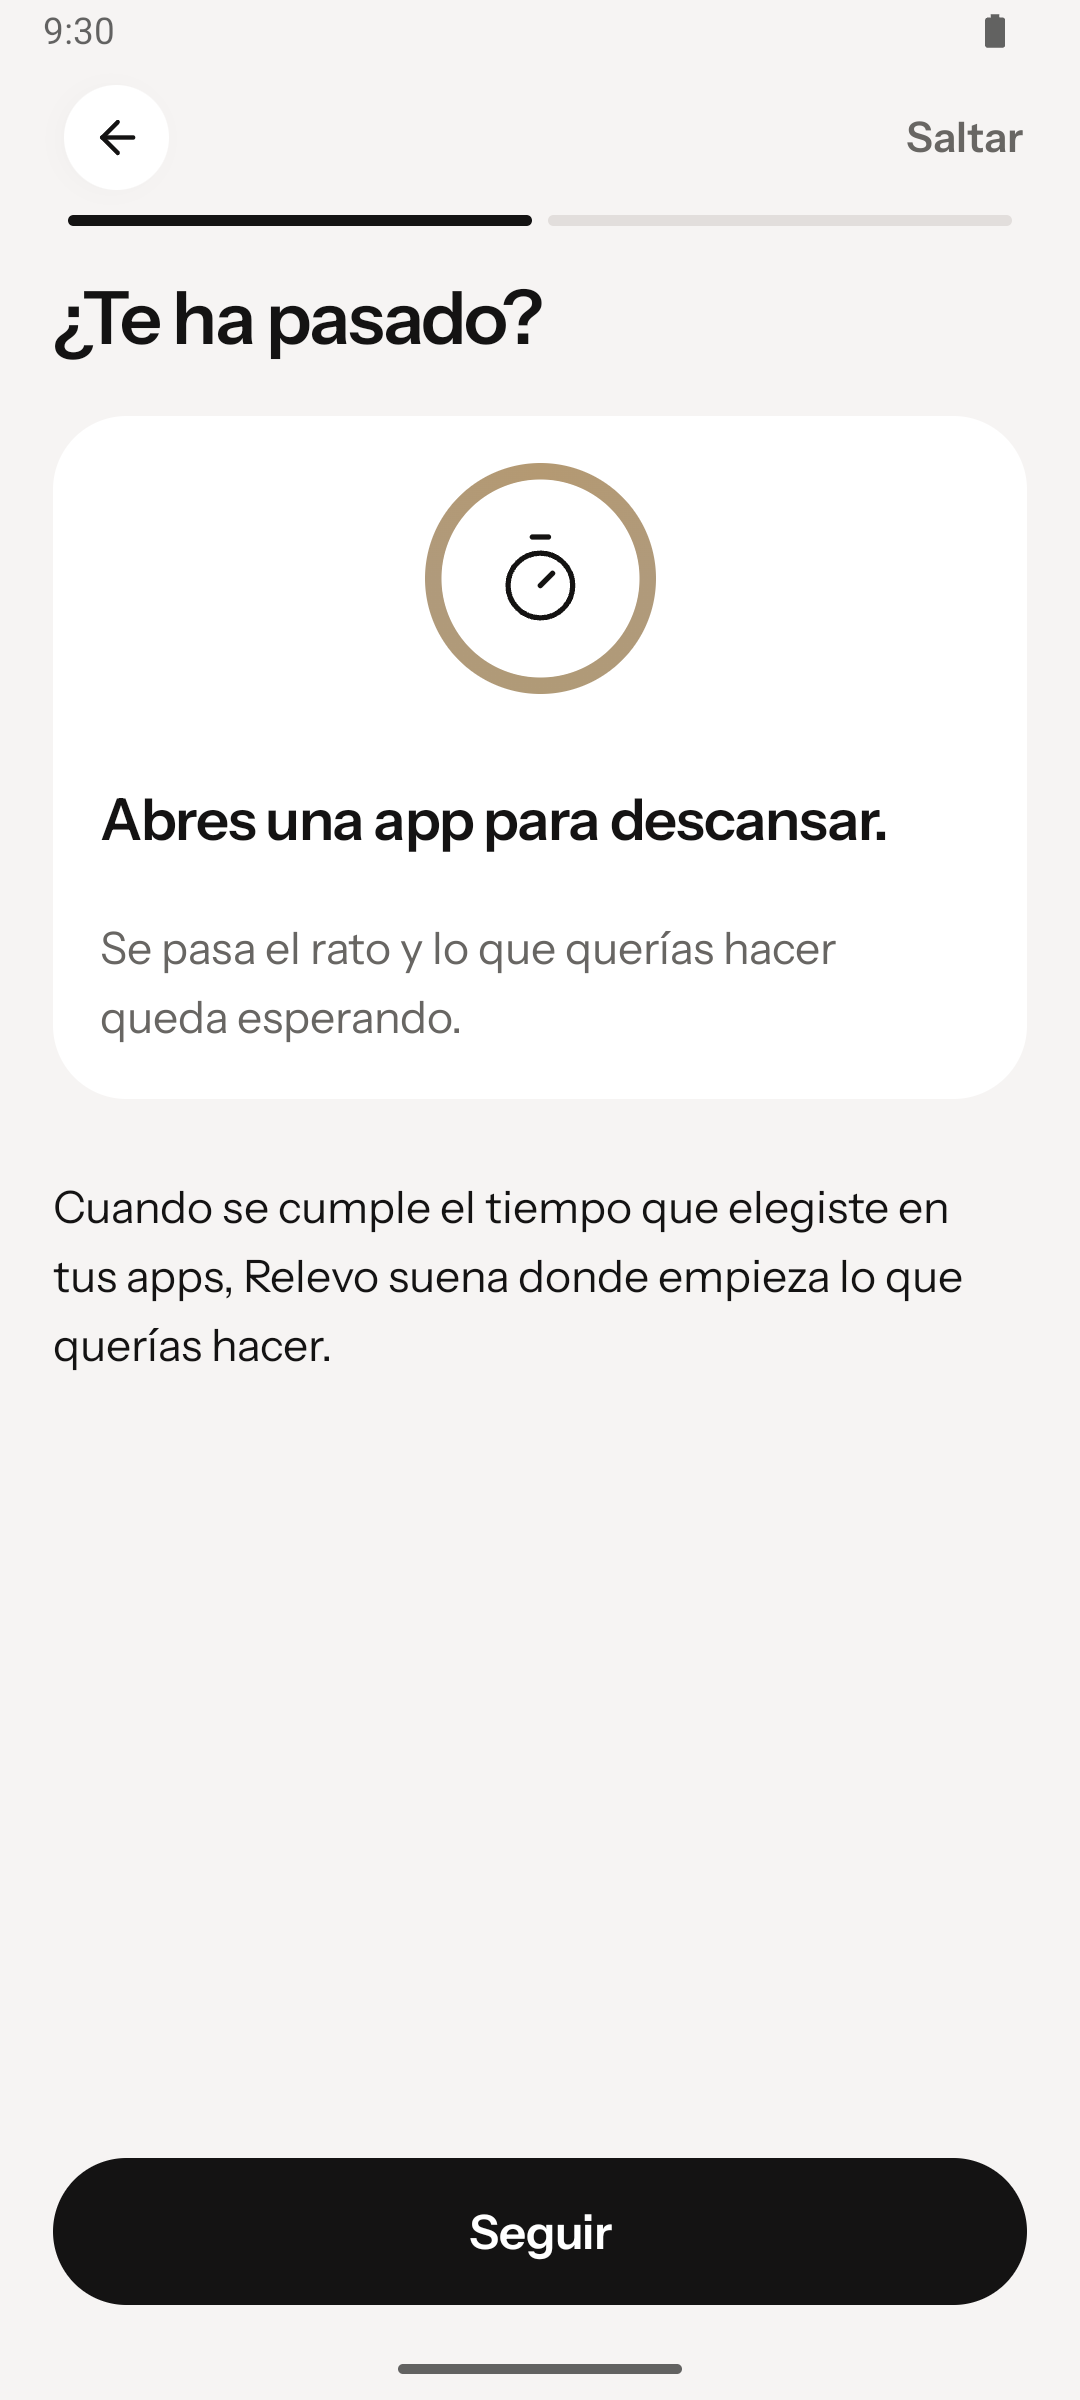 9:30
Saltar
¿Te ha pasado?
Abres una app para descansar.
Se pasa el rato y lo que querías hacer
queda esperando.
Cuando se cumple el tiempo que elegiste en
tus apps, Relevo suena donde empieza lo que
querías hacer.
Seguir